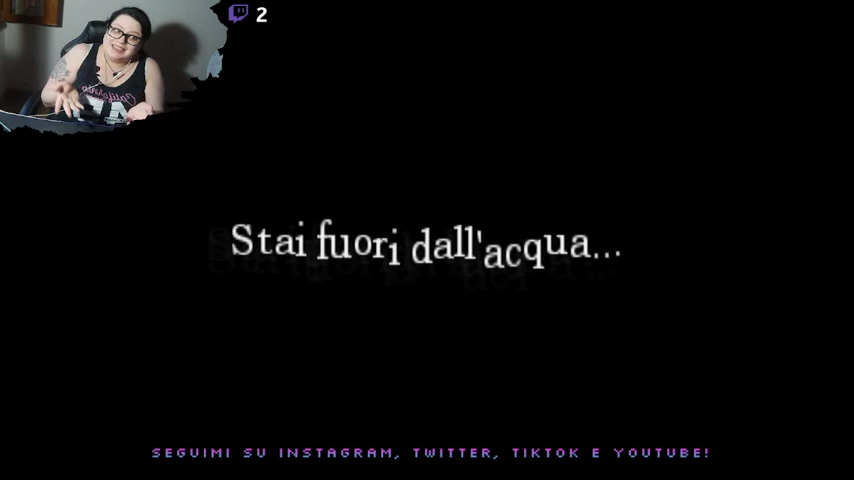 2
Stai fuori dall'acqua...
SEGUIMI SU INSTAGRAM, TWITTER, TIKTOK E YOUTUBE!